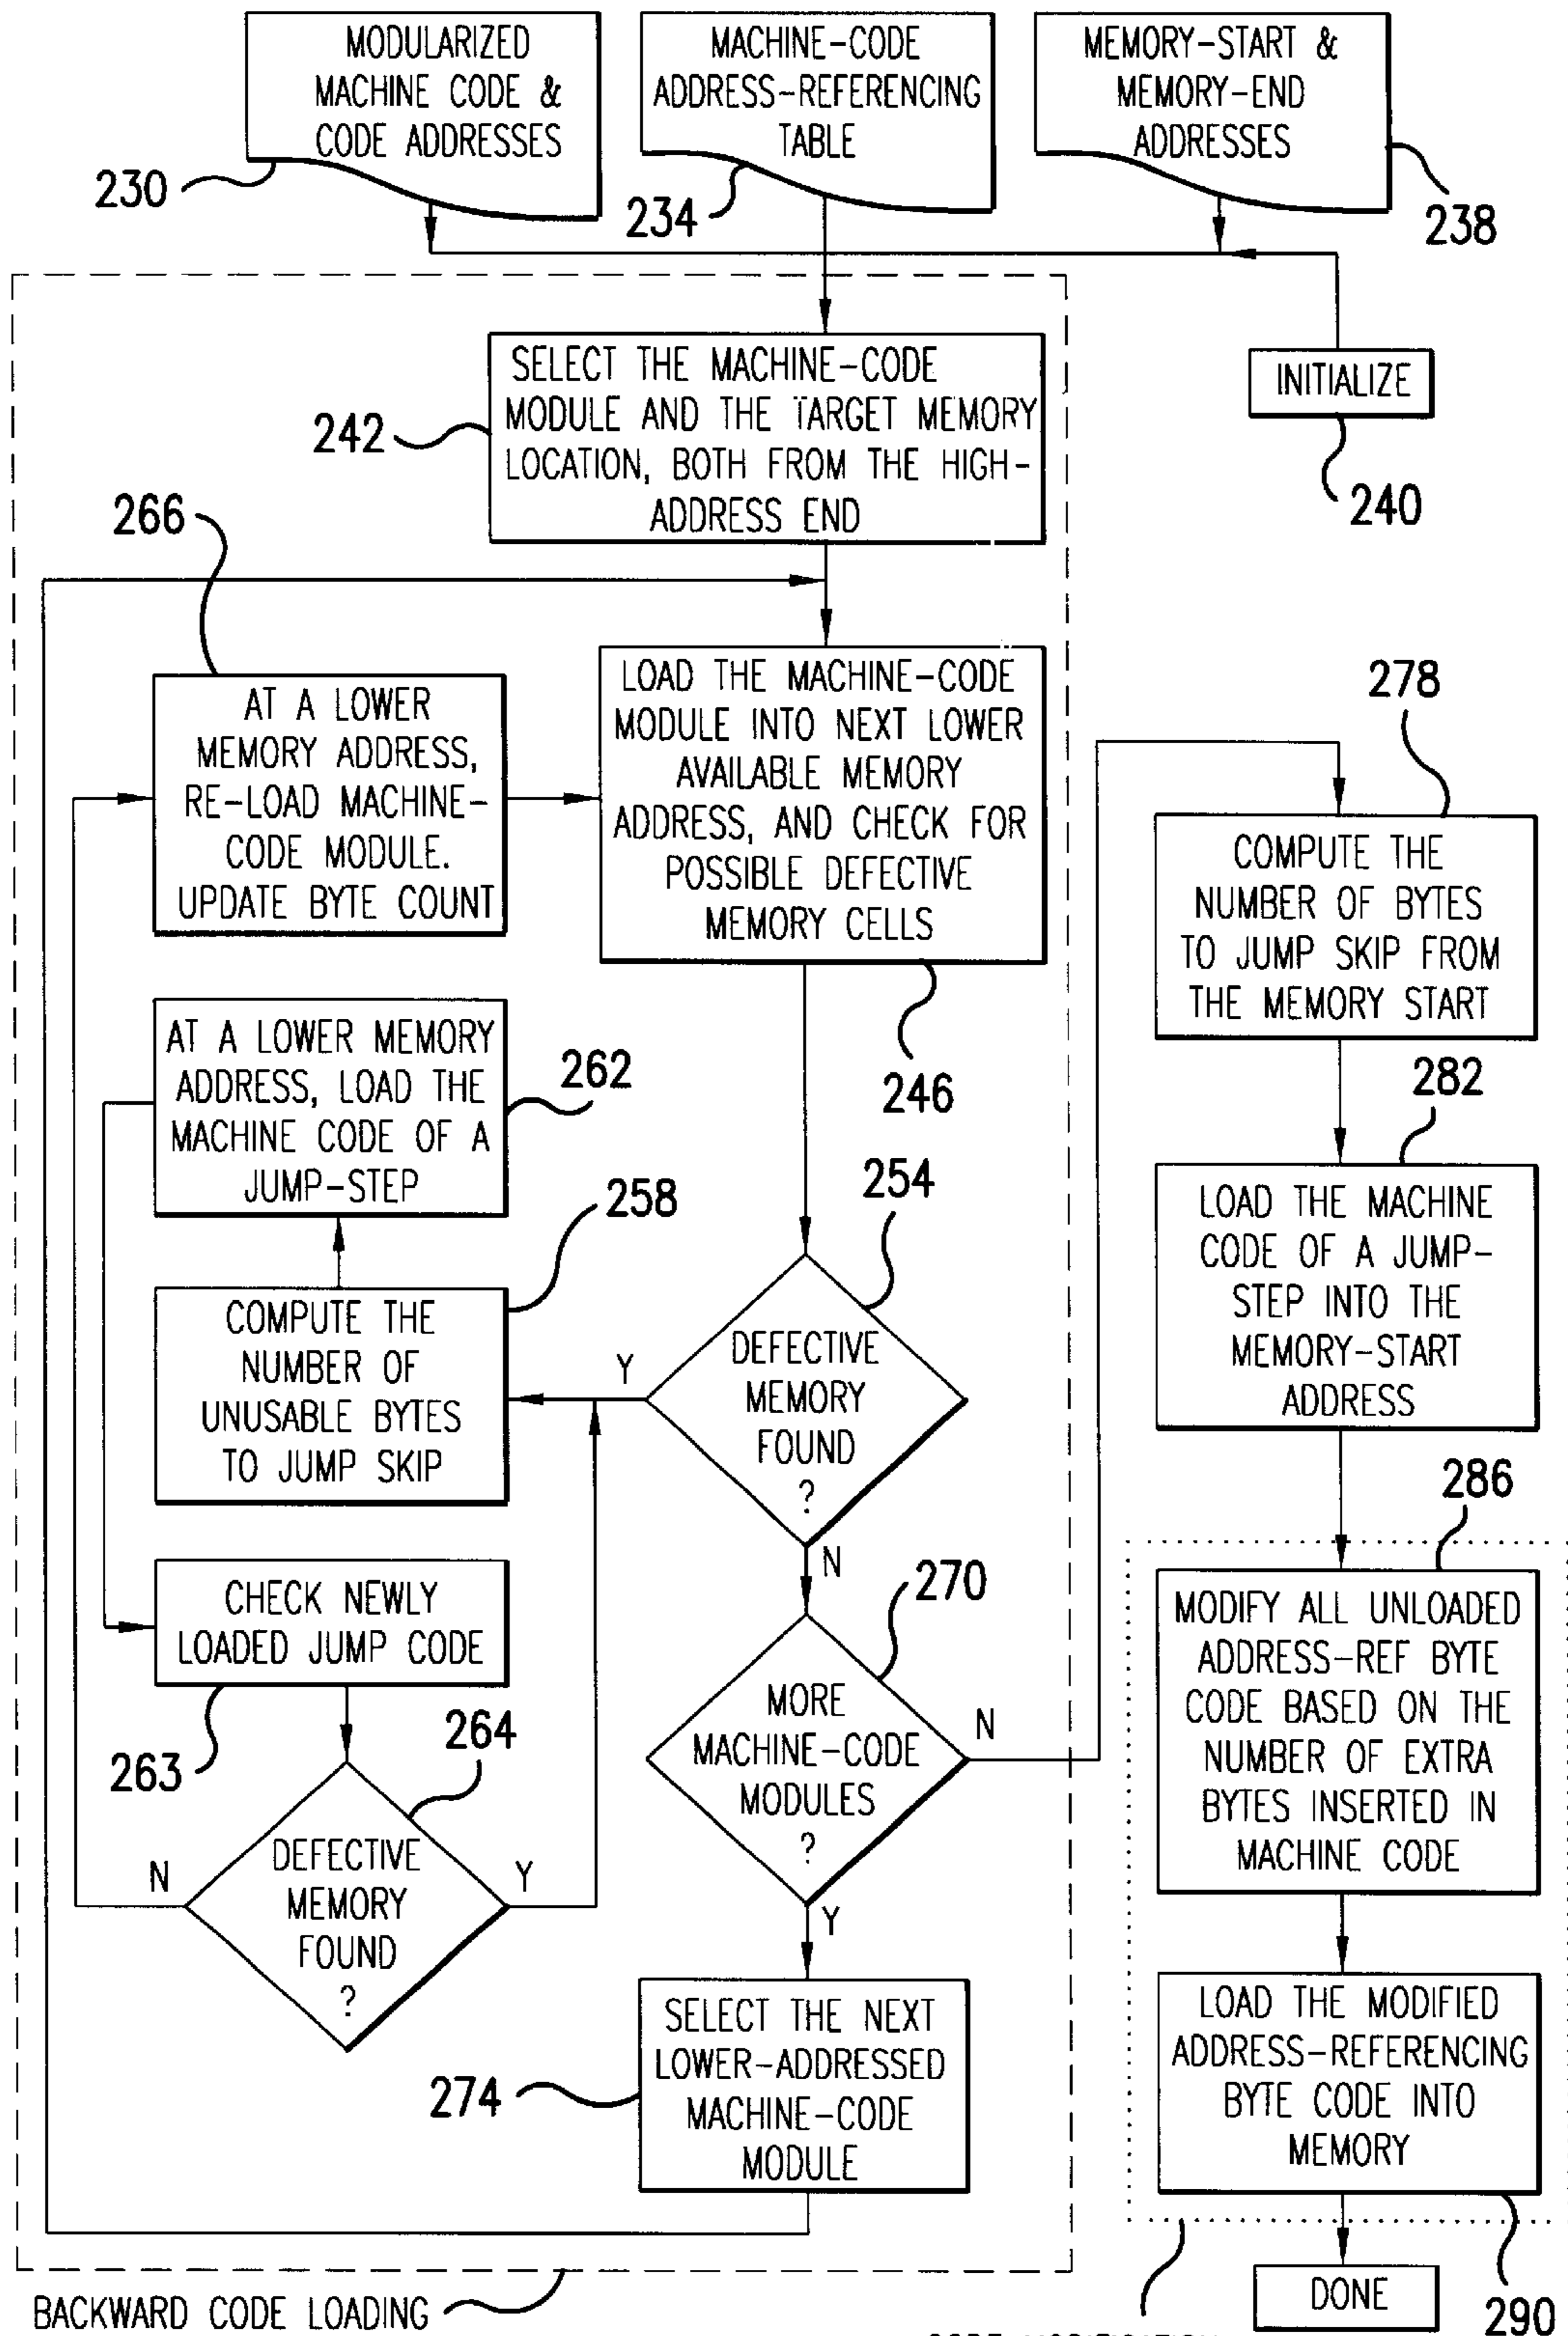 MODULARIZED
MACHINE CODE &
CODE ADDRESSES
230
MACHINE-CODE
ADDRESS-REFERENCING
TABLE
234
MEMORY-START &
MEMORY-END
ADDRESSES
238
INITIALIZE
240
SELECT THE MACHINE-CODE
MODULE AND THE TARGET MEMORY
LOCATION, BOTH FROM THE HIGH-
ADDRESS END
242
266
AT A LOWER
MEMORY ADDRESS,
RE-LOAD MACHINE-
CODE MODULE.
UPDATE BYTE COUNT
LOAD THE MACHINE-CODE
MODULE INTO NEXT LOWER
AVAILABLE MEMORY
ADDRESS, AND CHECK FOR
POSSIBLE DEFECTIVE
MEMORY CELLS
246
AT A LOWER MEMORY
ADDRESS, LOAD THE
MACHINE CODE OF A
JUMP-STEP
262
258
COMPUTE THE
NUMBER OF
UNUSABLE BYTES
TO JUMP SKIP
254
DEFECTIVE
MEMORY
FOUND
?
Y
N
CHECK NEWLY
LOADED JUMP CODE
263
264
DEFECTIVE
MEMORY
FOUND
?
N
Y
270
MORE
MACHINE-CODE
MODULES
?
N
Y
SELECT THE NEXT
LOWER-ADDRESSED
MACHINE-CODE
MODULE
274
278
COMPUTE THE
NUMBER OF BYTES
TO JUMP SKIP FROM
THE MEMORY START
282
LOAD THE MACHINE
CODE OF A JUMP-
STEP INTO THE
MEMORY-START
ADDRESS
286
MODIFY ALL UNLOADED
ADDRESS-REF BYTE
CODE BASED ON THE
NUMBER OF EXTRA
BYTES INSERTED IN
MACHINE CODE
LOAD THE MODIFIED
ADDRESS-REFERENCING
BYTE CODE INTO
MEMORY
290
DONE
BACKWARD CODE LOADING